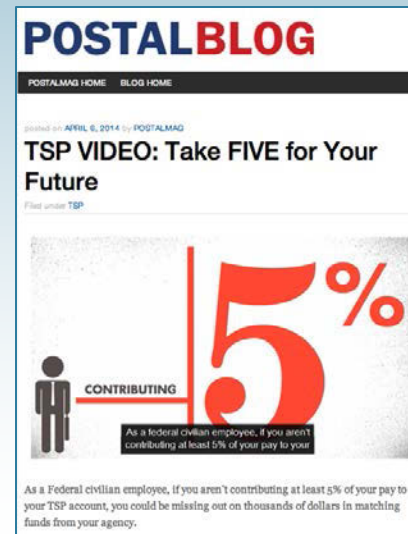 POSTALBLOG
POSTALMAG HOME BLOG HOME
posted on APRIL 6, 2014 by POSTALMAG
TSP VIDEO: Take FIVE for Your
Future
Filed under TSP
5%
CONTRIBUTING
As a federal civilian employee, if you aren't
contributing at least 5% of your pay to your
As a Federal civilian employee, if you aren't contributing at least 5% of your pay to
your TSP account, you could be missing out on thousands of dollars in matching
funds from your agency.